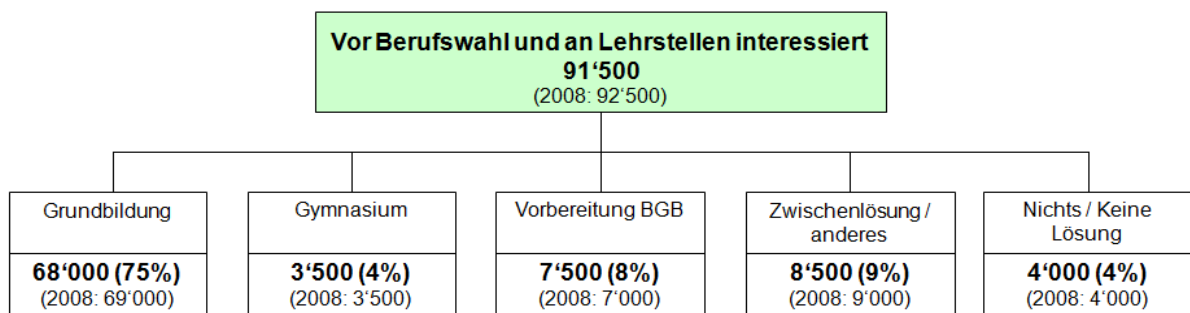 Vor Berufswahl und an Lehrstellen interessiert
91‘500
(2008: 92‘500)
Grundbildung
68‘000 (75%)
(2008: 69‘000)
Gymnasium
3‘500 (4%)
(2008: 3‘500)
Vorbereitung BGB
7‘500 (8%)
(2008: 7‘000)
Zwischenlösung /
anderes
8‘500 (9%)
(2008: 9‘000)
Nichts / Keine
Lösung
4‘000 (4%)
(2008: 4‘000)